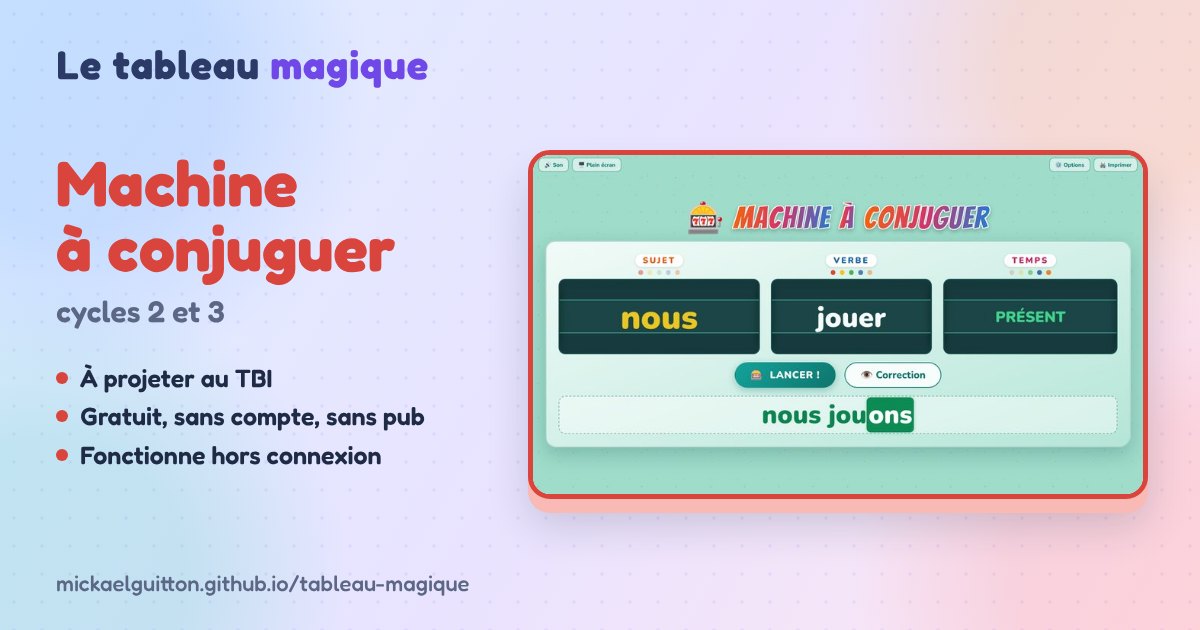 Le tableau magique
Machine
à conjuguer
cycles 2 et 3
À projeter au TBI
Gratuit, sans compte, sans pub
Fonctionne hors connexion
mickaelguitton.github.io/tableau-magique
Son
Plein écran
Options
Imprimer
MACHINE À CONJUGUER
SUJET
VERBE
TEMPS
nous
jouer
PRÉSENT
LANCER !
Correction
nous jouons